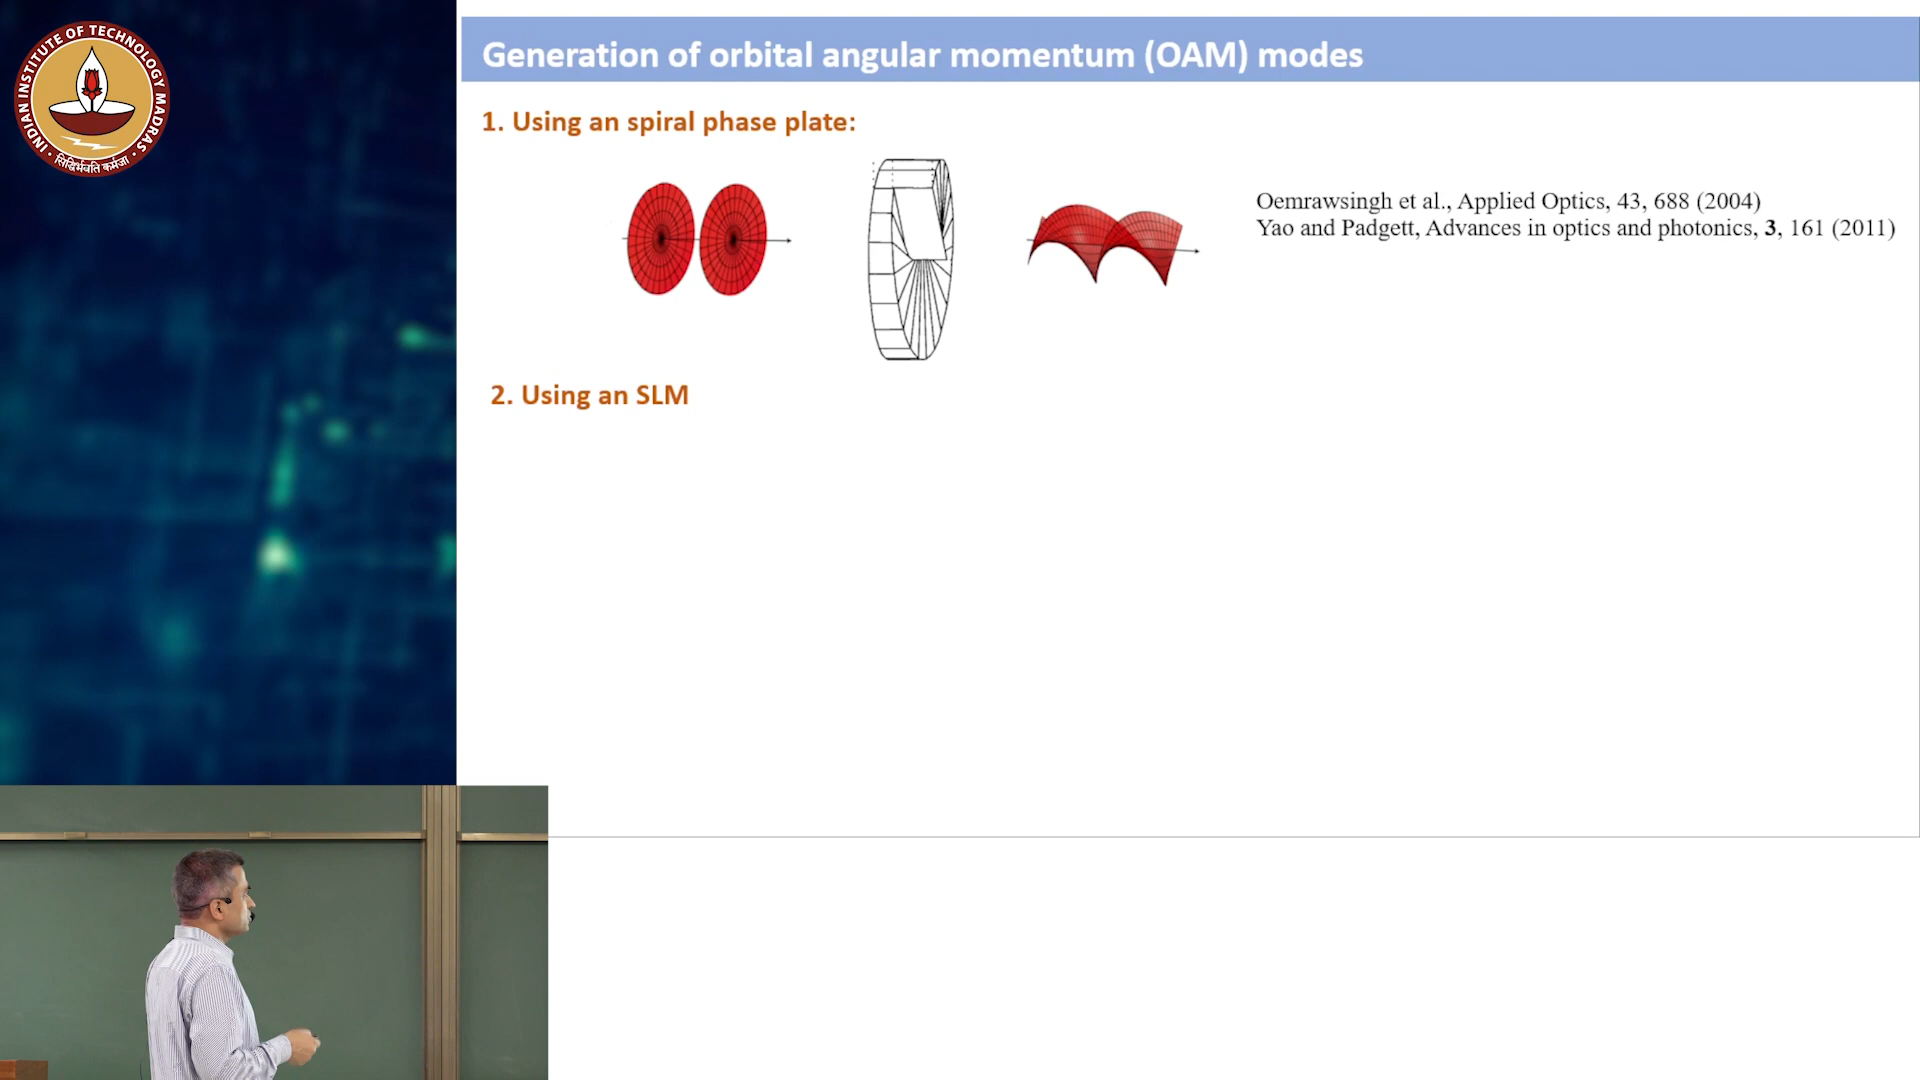 INDIAN INSTITUTE OF TECHNOLOGY MADRAS
सिद्धिर्भवति कर्मजा
Generation of orbital angular momentum (OAM) modes
1. Using an spiral phase plate:
Oemrawsingh et al., Applied Optics, 43, 688 (2004)
Yao and Padgett, Advances in optics and photonics, 3, 161 (2011)
2. Using an SLM